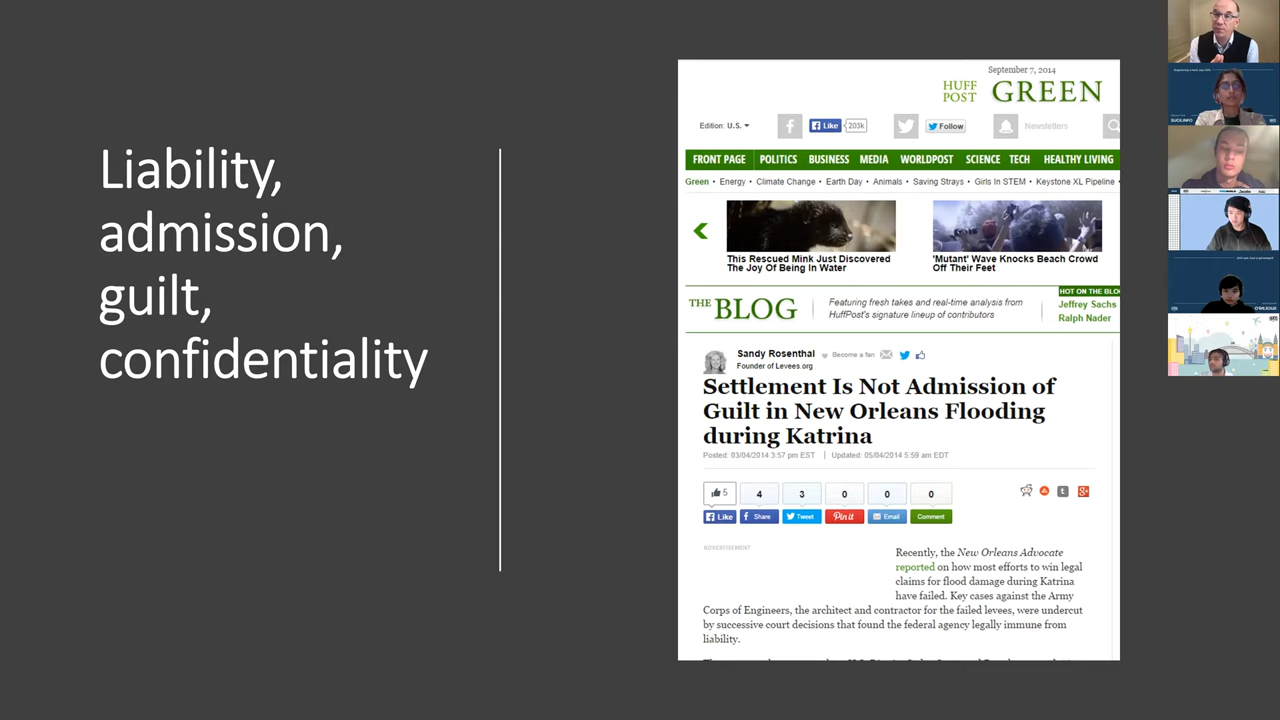 Liability,
admission,
guilt,
confidentiality
September 7, 2014
HUFF
POST
GREEN
Edition: U.S.
Like
203k
Follow
Newsletters
FRONT PAGE POLITICS BUSINESS MEDIA WORLDPOST SCIENCE TECH HEALTHY LIVING
Green • Energy • Climate Change • Earth Day • Animals • Saving Strays • Girls In STEM • Keystone XL Pipeline •
This Rescued Mink Just Discovered
The Joy Of Being In Water
'Mutant' Wave Knocks Beach Crowd
Off Their Feet
THE BLOG
Featuring fresh takes and real-time analysis from
HuffPost's signature lineup of contributors
HOT ON THE BLO
Jeffrey Sachs
Ralph Nader
Sandy Rosenthal
Become a fan
Founder of Levees.org
Settlement Is Not Admission of
Guilt in New Orleans Flooding
during Katrina
Posted: 03/04/2014 3:57 pm EST | Updated: 05/04/2014 5:59 am EDT
5 4 3 0 0 0
Like Share Tweet Pin it Email Comment
ADVERTISEMENT
Recently, the New Orleans Advocate
reported on how most efforts to win legal
claims for flood damage during Katrina
have failed. Key cases against the Army
Corps of Engineers, the architect and contractor for the failed levees, were undercut
by successive court decisions that found the federal agency legally immune from
liability.